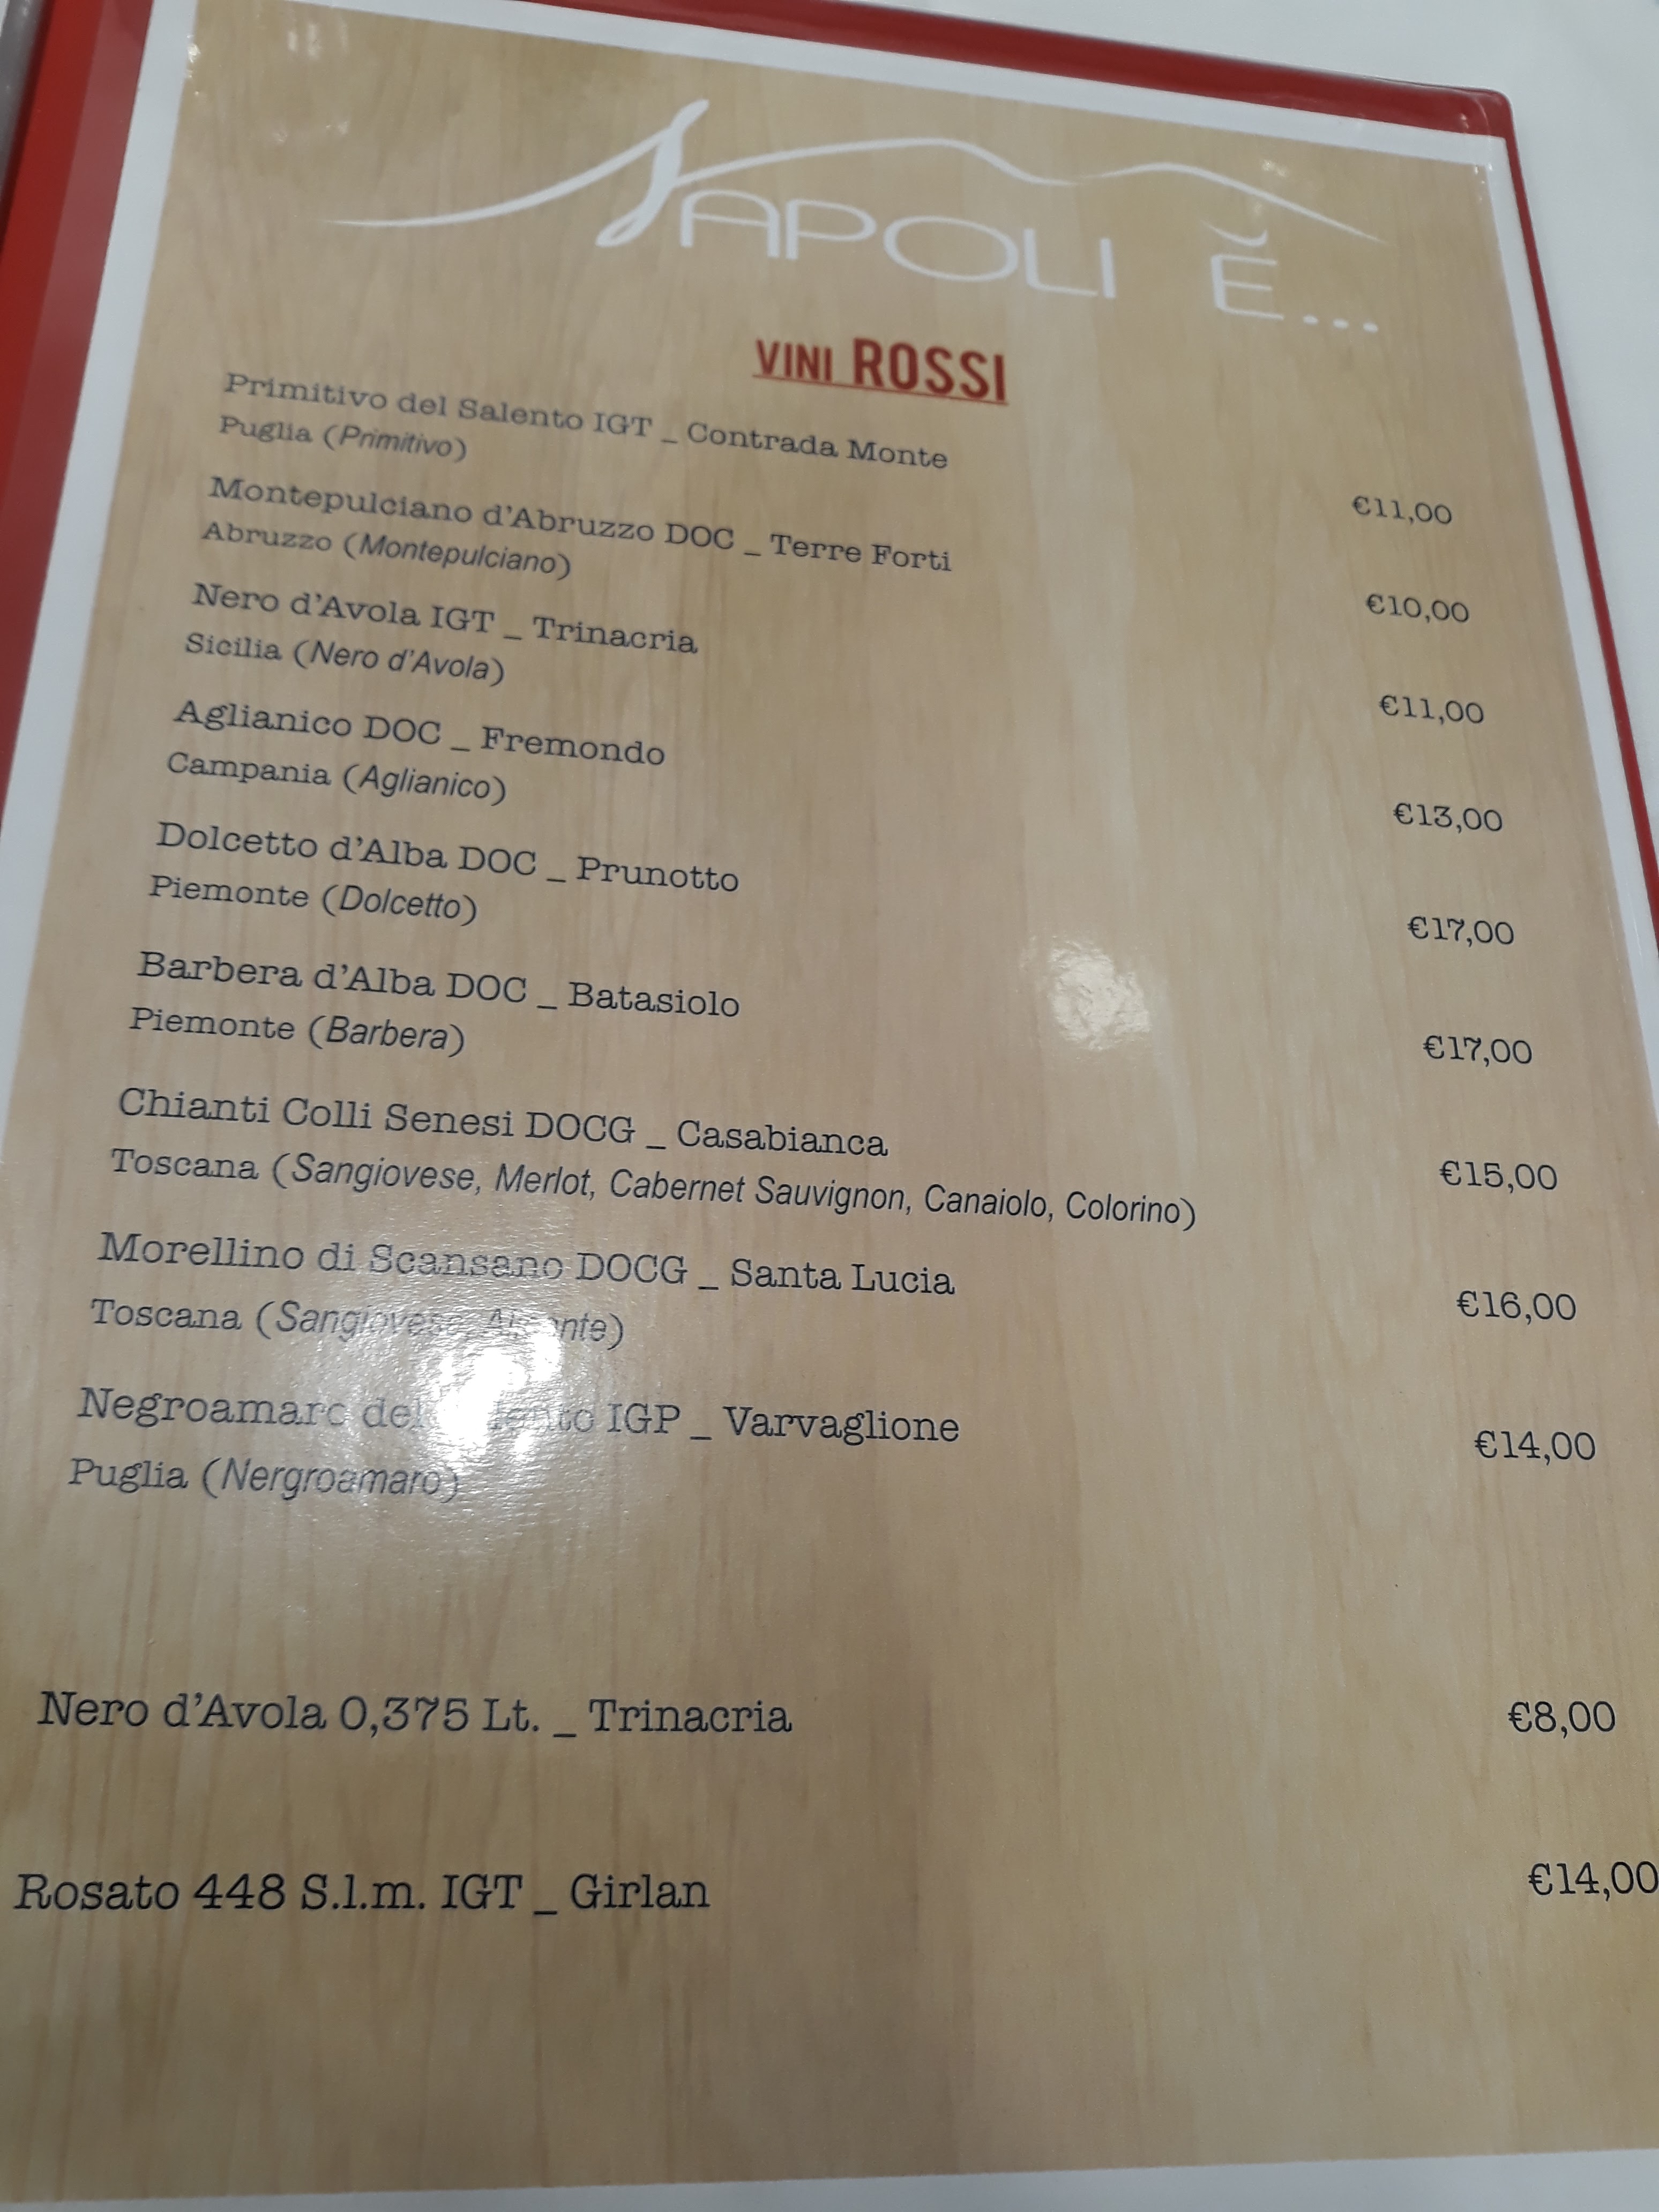 NAPOLI È...
VINI ROSSI
Primitivo del Salento IGT _ Contrada Monte
Puglia (Primitivo)
€11,00
Montepulciano d'Abruzzo DOC _ Terre Forti
Abruzzo (Montepulciano)
€10,00
Nero d'Avola IGT _ Trinacria
Sicilia (Nero d'Avola)
€11,00
Aglianico DOC _ Fremondo
Campania (Aglianico)
€13,00
Dolcetto d'Alba DOC _ Prunotto
Piemonte (Dolcetto)
€17,00
Barbera d'Alba DOC _ Batasiolo
Piemonte (Barbera)
€17,00
Chianti Colli Senesi DOCG _ Casabianca
Toscana (Sangiovese, Merlot, Cabernet Sauvignon, Canaiolo, Colorino)
€15,00
Morellino di Scansano DOCG _ Santa Lucia
Toscana (Sangiovese,
€16,00
Negroamaro del IGP _ Varvaglione
Puglia (Nergroamaro)
€14,00
Nero d'Avola 0,375 Lt. _ Trinacria €8,00
Rosato 448 S.l.m. IGT _ Girlan €14,00